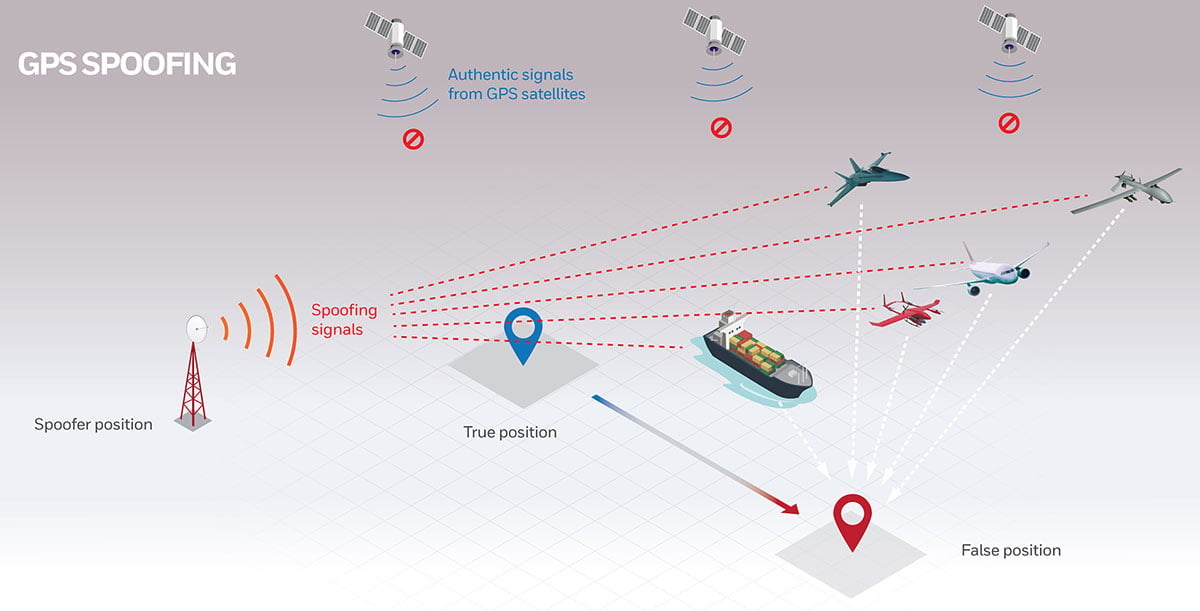 GPS SPOOFING
Authentic signals
from GPS satellites
Spoofing
signals
Spoofer position
True position
False position